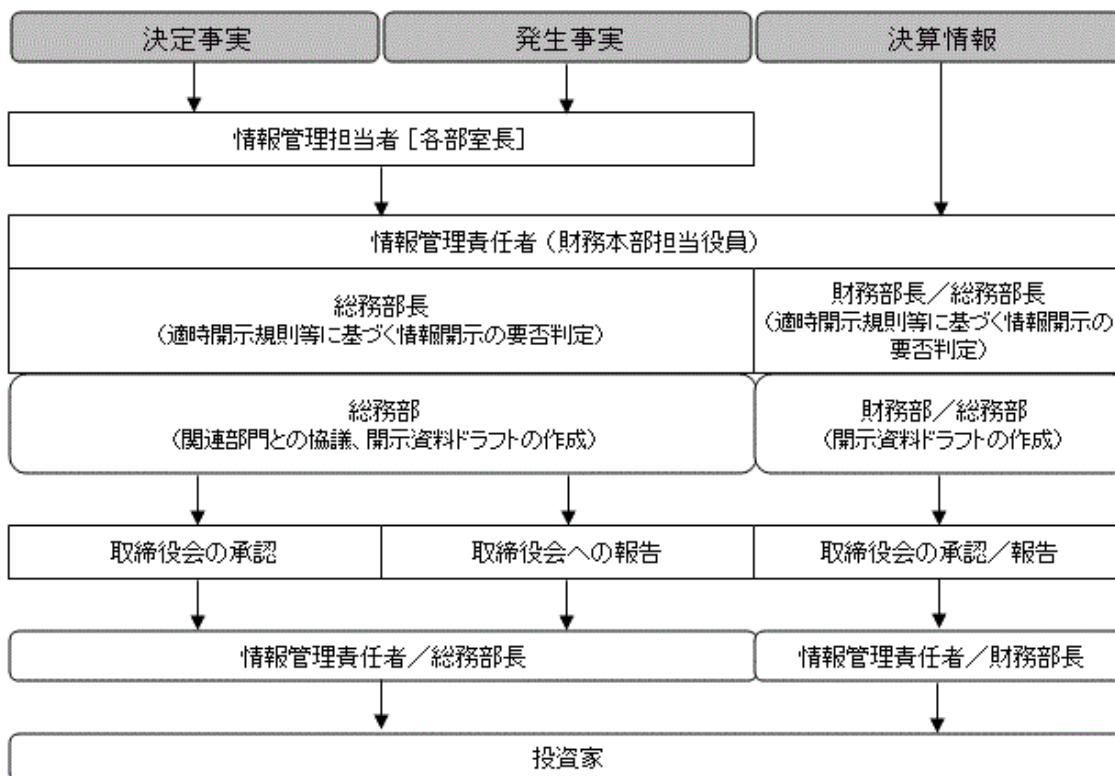 決定事実
発生事実
決算情報
情報管理担当者［各部室長］
情報管理責任者（財務本部担当役員）
総務部長
（適時開示規則等に基づく情報開示の要否判定）
財務部長／総務部長
（適時開示規則等に基づく情報開示の
要否判定）
総務部
（関連部門との協議、開示資料ドラフトの作成）
財務部／総務部
（開示資料ドラフトの作成）
取締役会の承認
取締役会への報告
取締役会の承認／報告
情報管理責任者／総務部長
情報管理責任者／財務部長
投資家